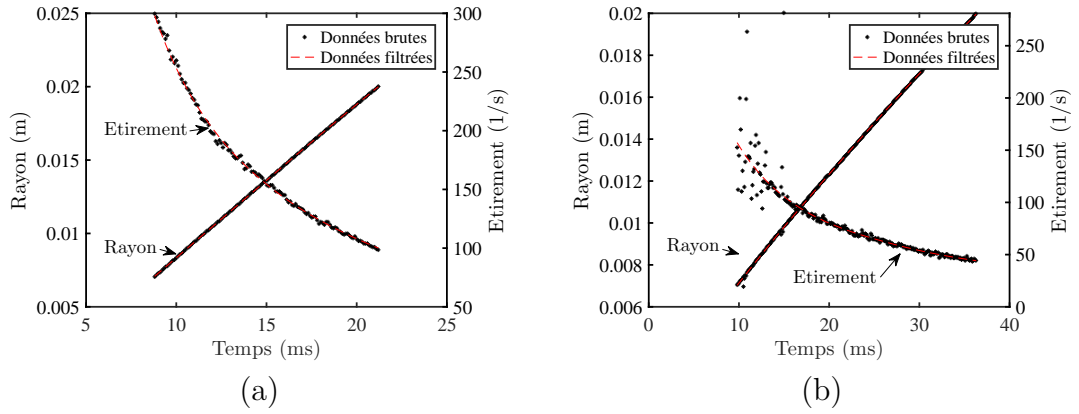 0.025
0.02
0.015
0.01
0.005
Rayon (m)
300
250
200
150
100
50
Etirement (1/s)
5
10
15
20
25
Temps (ms)
Données brutes
Données filtrées
Etirement
Rayon
(a)
0.02
0.018
0.016
0.014
0.012
0.01
0.008
0.006
Rayon (m)
250
200
150
100
50
0
Etirement (1/s)
0
10
20
30
40
Temps (ms)
Données brutes
Données filtrées
Rayon
Etirement
(b)